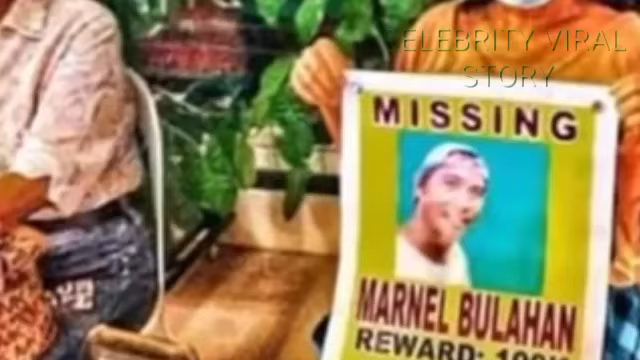 ELEBRITY VIRAL
STORY
MISSING
MARNEL BULAHAN
REWARD: